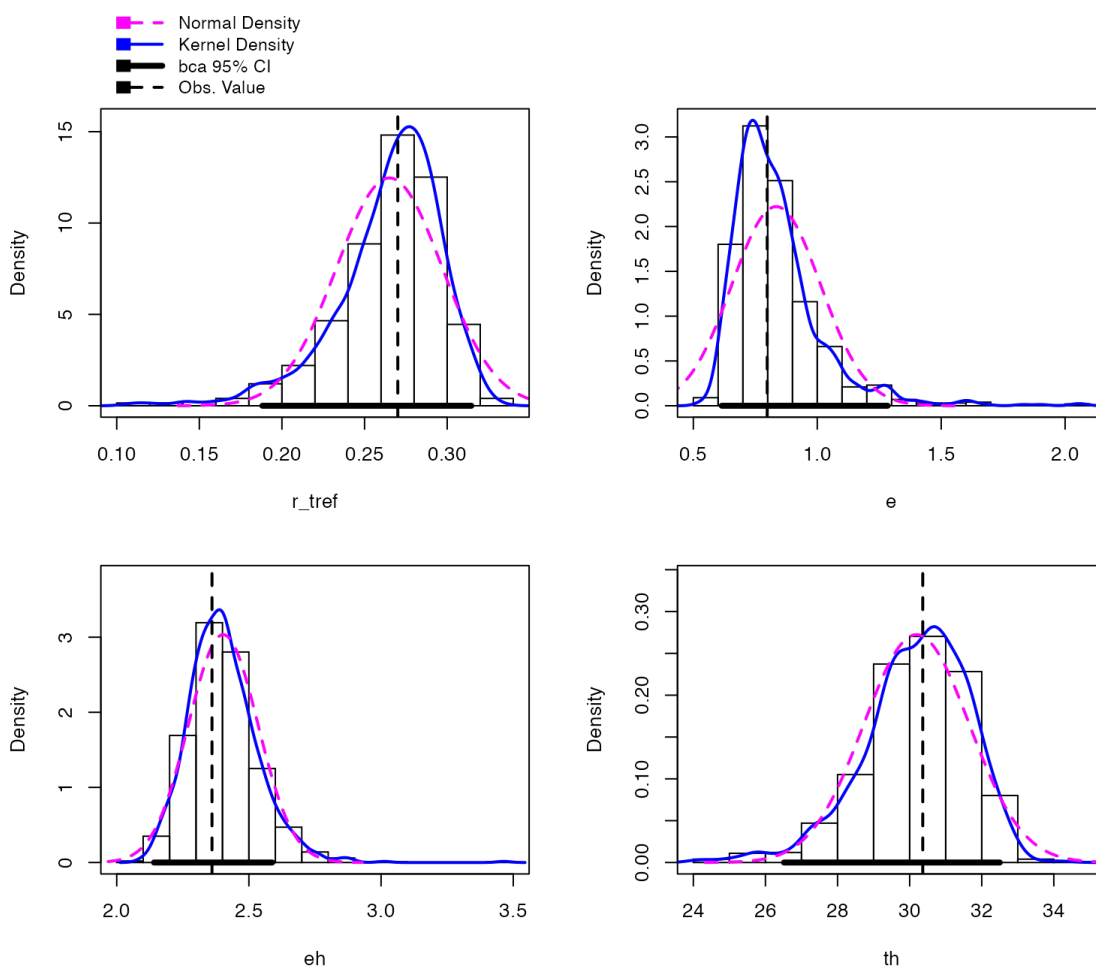 Normal Density
Kernel Density
bca 95% CI
Obs. Value
Density
0 5 10 15
0.10 0.15 0.20 0.25 0.30
r_tref
Density
0.0 0.5 1.0 1.5 2.0 2.5 3.0
0.5 1.0 1.5 2.0
e
Density
0 1 2 3
2.0 2.5 3.0 3.5
eh
Density
0.00 0.10 0.20 0.30
24 26 28 30 32 34
th